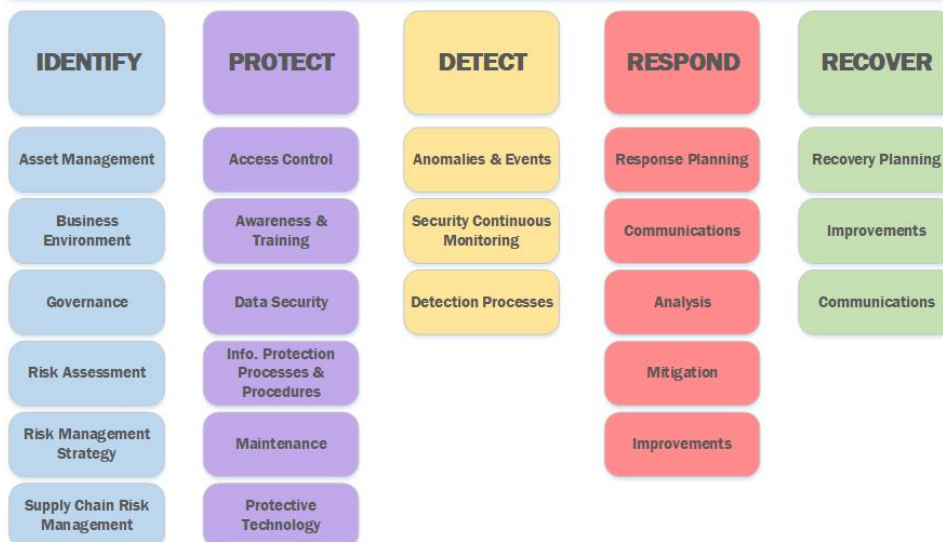 IDENTIFY
Asset Management
Business
Environment
Governance
Risk Assessment
Risk Management
Strategy
Supply Chain Risk
Management
PROTECT
Access Control
Awareness &
Training
Data Security
Info. Protection
Processes &
Procedures
Maintenance
Protective
Technology
DETECT
Anomalies & Events
Security Continuous
Monitoring
Detection Processes
RESPOND
Response Planning
Communications
Analysis
Mitigation
Improvements
RECOVER
Recovery Planning
Improvements
Communications